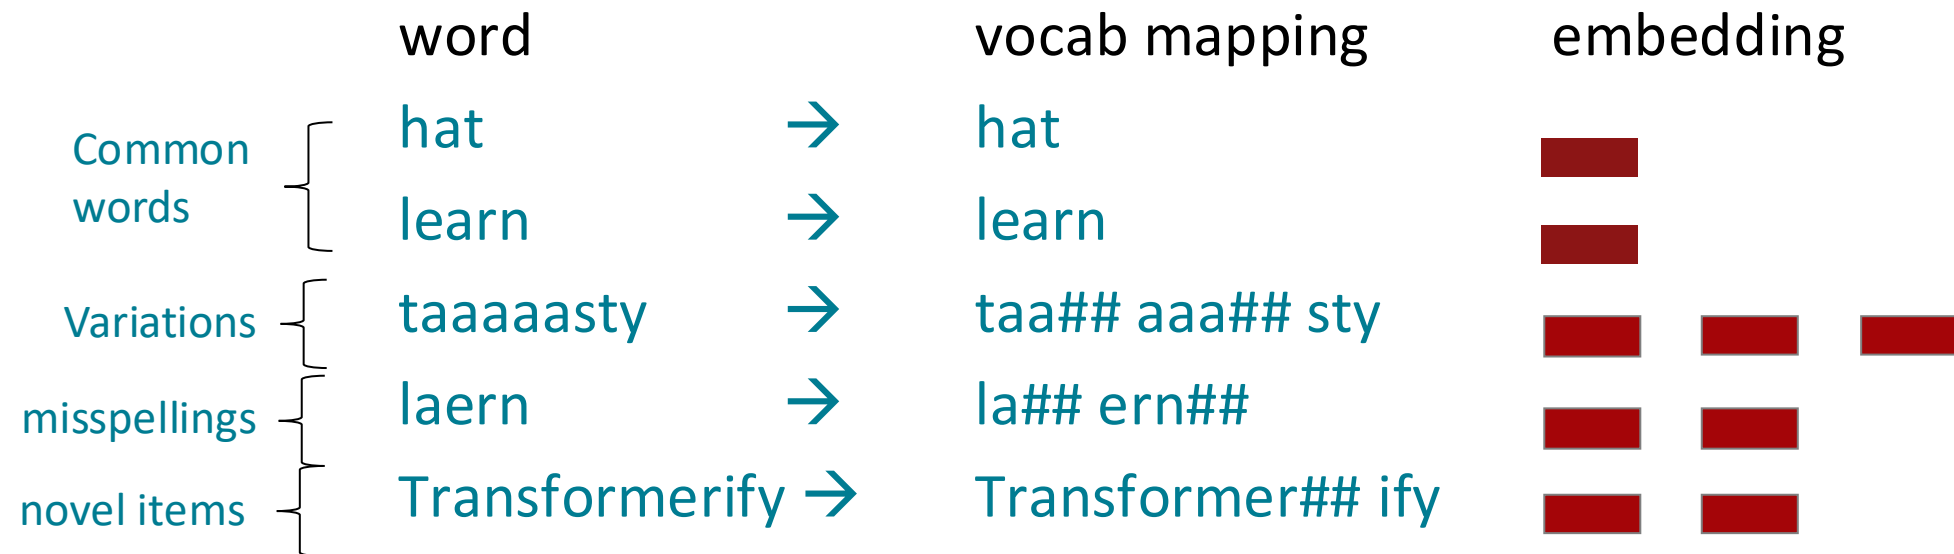 word vocab mapping embedding
Common words
hat → hat
learn → learn
Variations taaaaasty → taa## aaa## sty
misspellings laern → la## ern##
novel items Transformerify → Transformer## ify